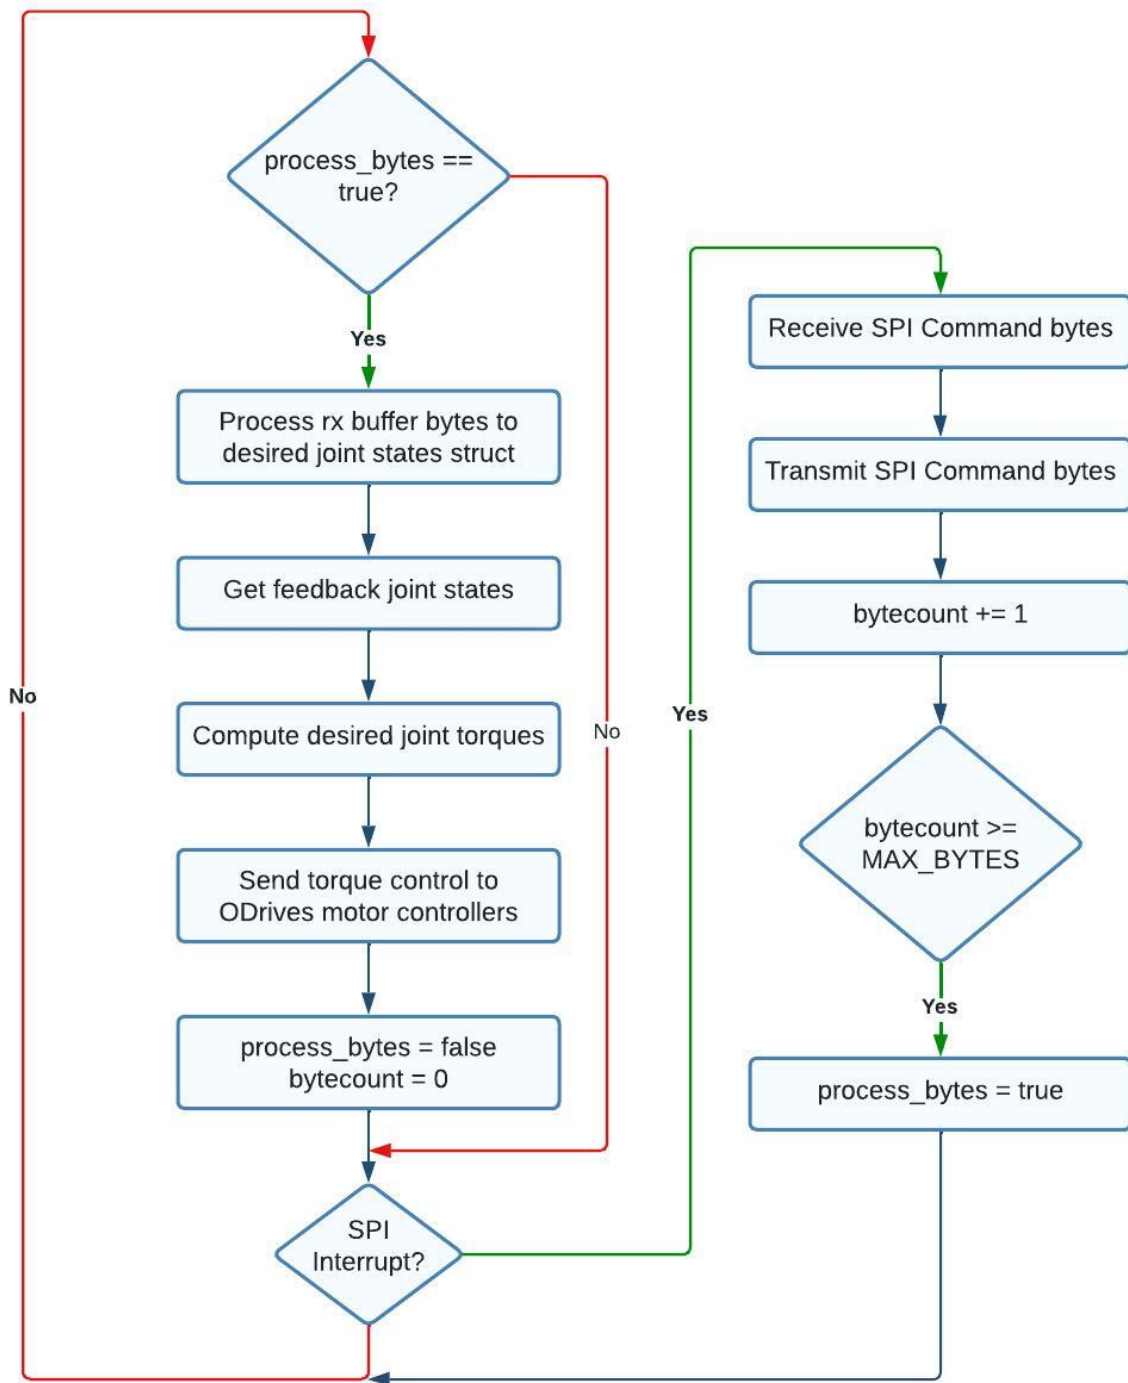 process_bytes ==
true?
Yes
Process rx buffer bytes to
desired joint states struct
Get feedback joint states
Compute desired joint torques
Send torque control to
ODrives motor controllers
process_bytes = false
bytecount = 0
SPI
Interrupt?
No
No
Yes
Receive SPI Command bytes
Transmit SPI Command bytes
bytecount += 1
bytecount >=
MAX_BYTES
Yes
process_bytes = true